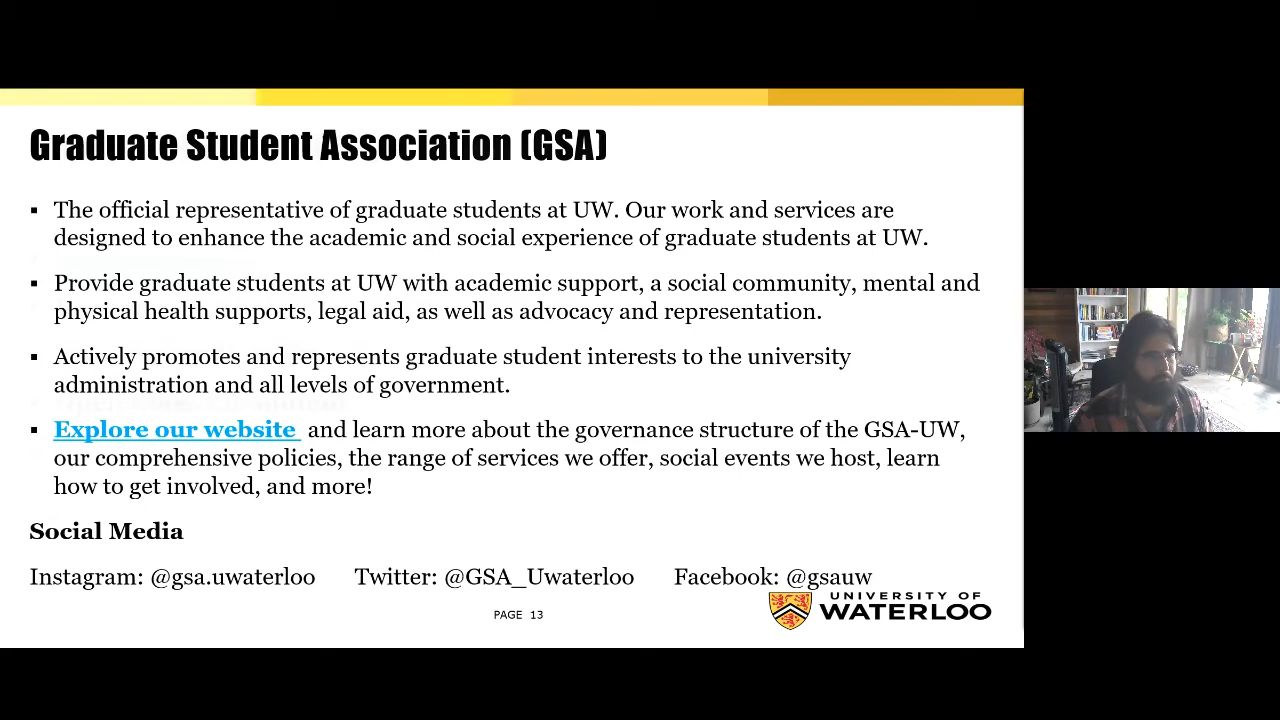 Graduate Student Association (GSA)
▪ The official representative of graduate students at UW. Our work and services are
designed to enhance the academic and social experience of graduate students at UW.
▪ Provide graduate students at UW with academic support, a social community, mental and
physical health supports, legal aid, as well as advocacy and representation.
▪ Actively promotes and represents graduate student interests to the university
administration and all levels of government.
▪ Explore our website and learn more about the governance structure of the GSA-UW,
our comprehensive policies, the range of services we offer, social events we host, learn
how to get involved, and more!
Social Media
Instagram: @gsa.uwaterloo Twitter: @GSA_Uwaterloo Facebook: @gsauw
PAGE 13
UNIVERSITY OF
WATERLOO